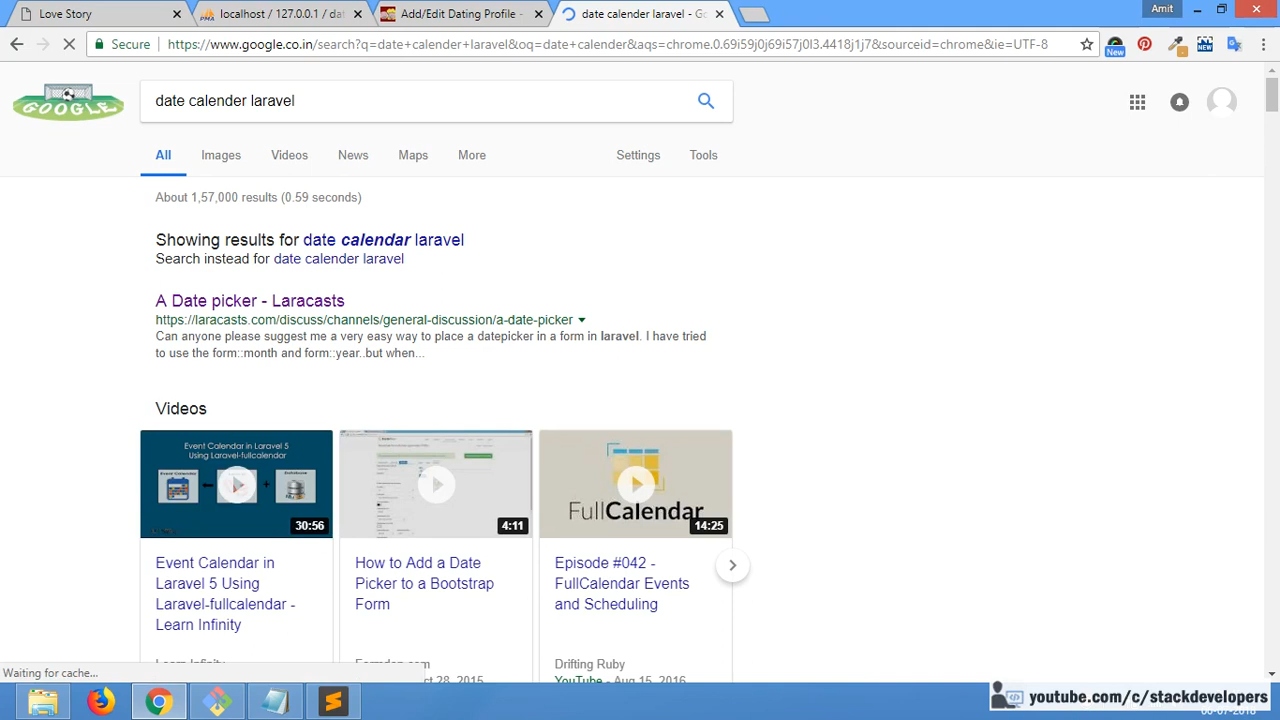 Love Story
localhost / 127.0.0.1 / dat
Add/Edit Dating Profile -
date calender laravel - Go
Amit
Secure
https://www.google.co.in/search?q=date+calender+laravel&oq=date+calender&aqs=chrome.0.69i59j0j69i57j0l3.4418j1j7&sourceid=chrome&ie=UTF-8
New
NEW
GOOGLE
date calender laravel
All Images Videos News Maps More Settings Tools
About 1,57,000 results (0.59 seconds)
Showing results for date calendar laravel
Search instead for date calender laravel
A Date picker - Laracasts
https://laracasts.com/discuss/channels/general-discussion/a-date-picker
Can anyone please suggest me a very easy way to place a datepicker in a form in laravel. I have tried
to use the form::month and form::year..but when...
Videos
Event Calendar in Laravel 5
Using Laravel-fullcalendar
Event Calendar
Database
30:56
4:11
FullCalendar
14:25
Event Calendar in
Laravel 5 Using
Laravel-fullcalendar -
Learn Infinity
How to Add a Date
Picker to a Bootstrap
Form
Episode #042 -
FullCalendar Events
and Scheduling
Learn Infinity
Formden.com
Drifting Ruby
28, 2015
YouTube - Aug 15, 2016
Waiting for cache...
youtube.com/c/stackdevelopers